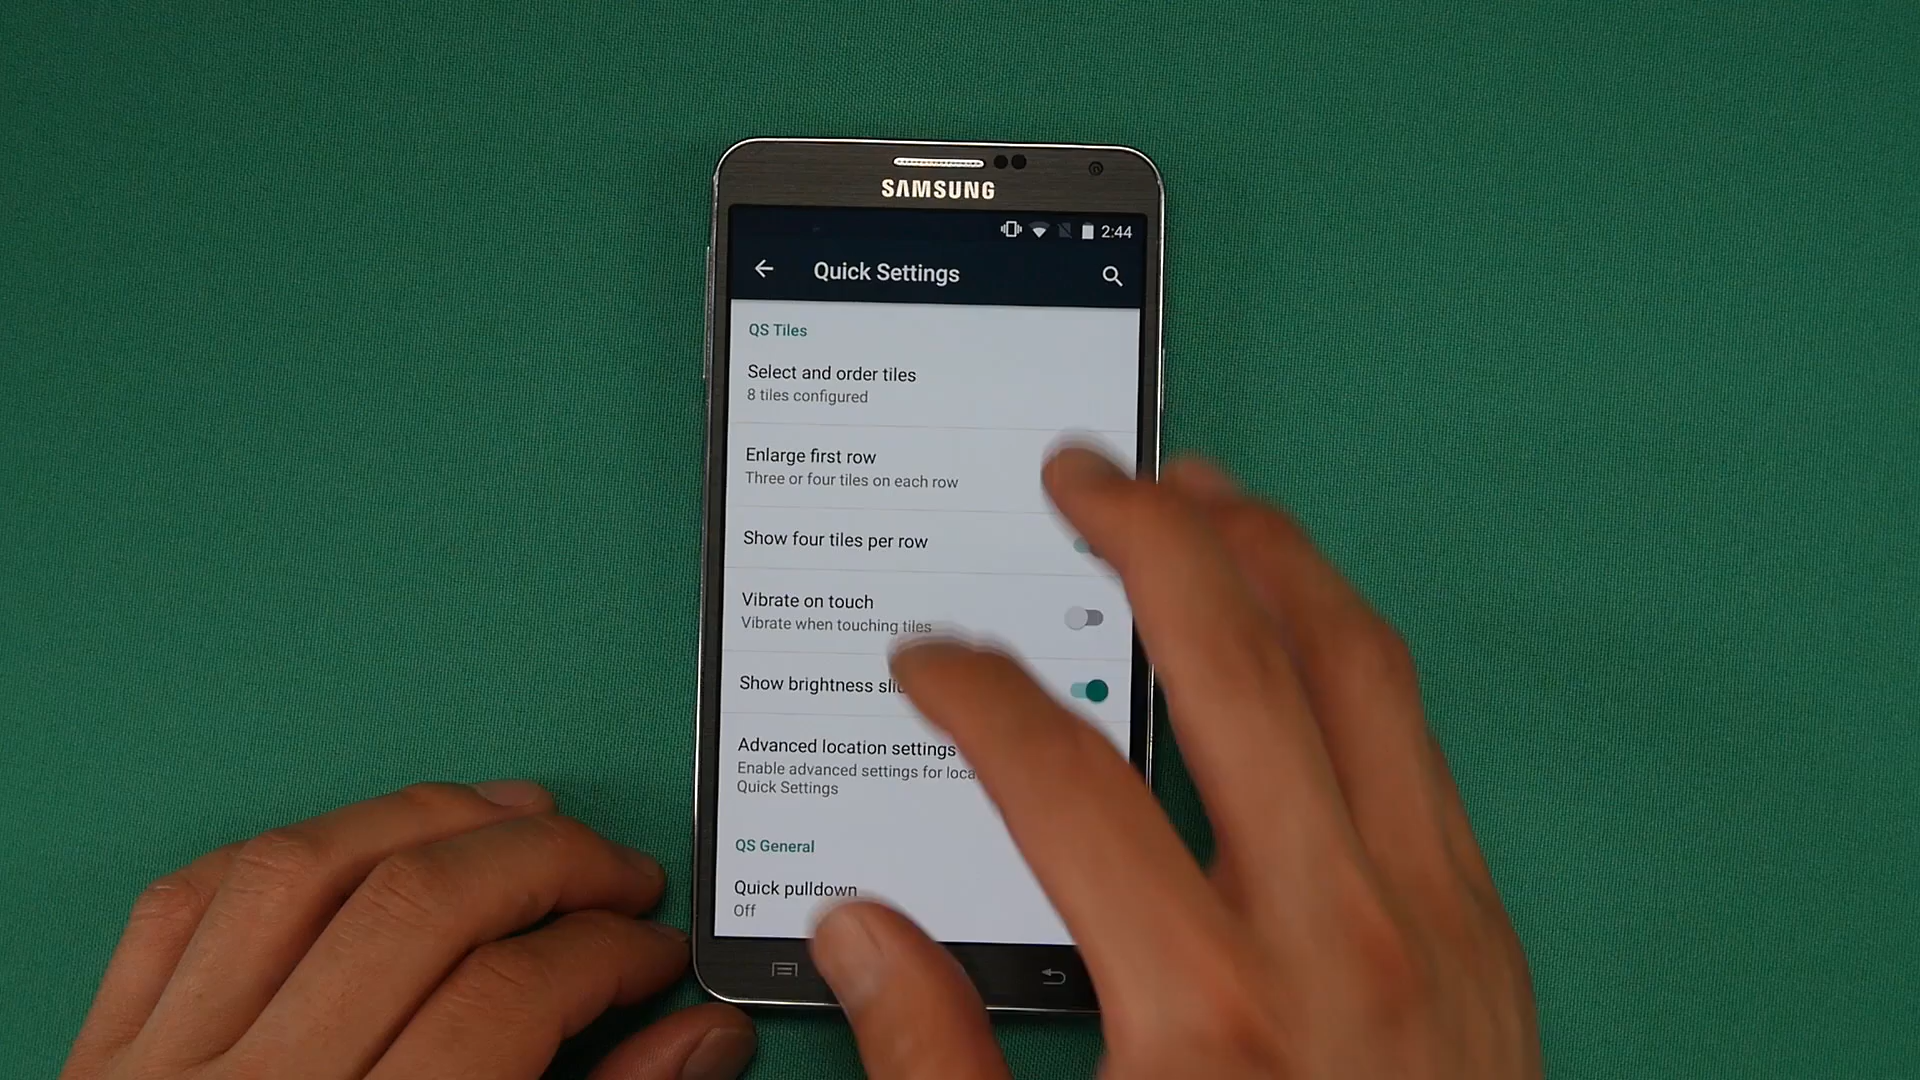 SAMSUNG
2:44
Quick Settings
QS Tiles
Select and order tiles
8 tiles configured
Enlarge first row
Three or four tiles on each row
Show four tiles per row
Vibrate on touch
Vibrate when touching tiles
Show brightness
Advanced location settings
Enable advanced settings for
Quick Settings
QS General
Quick pulldown
Off